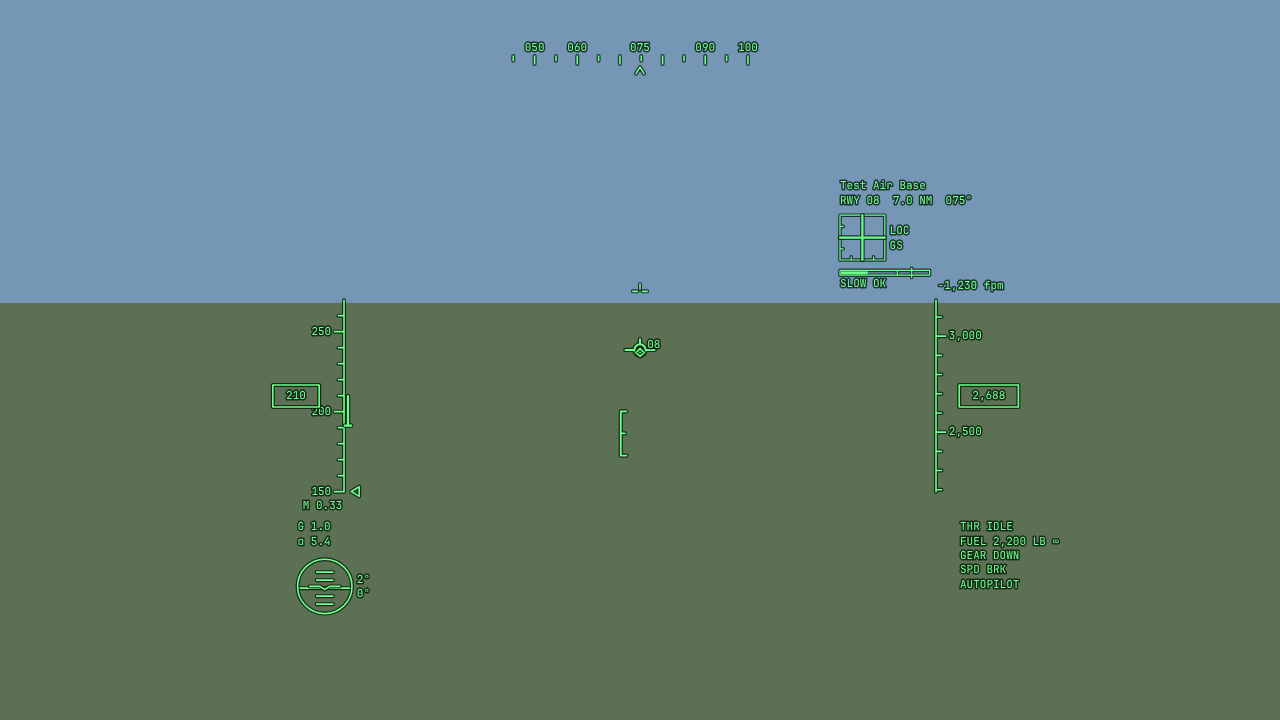 050 060 075 090 100
Test Air Base
RWY 08 7.0 NM 075°
LOC
GS
SLOW OK
-1,230 fpm
250
3,000
08
210
2,688
200
2,500
150
M 0.33
G 1.0
α 5.4
THR IDLE
FUEL 2,200 LB ∞
GEAR DOWN
SPD BRK
AUTOPILOT
2°
0°